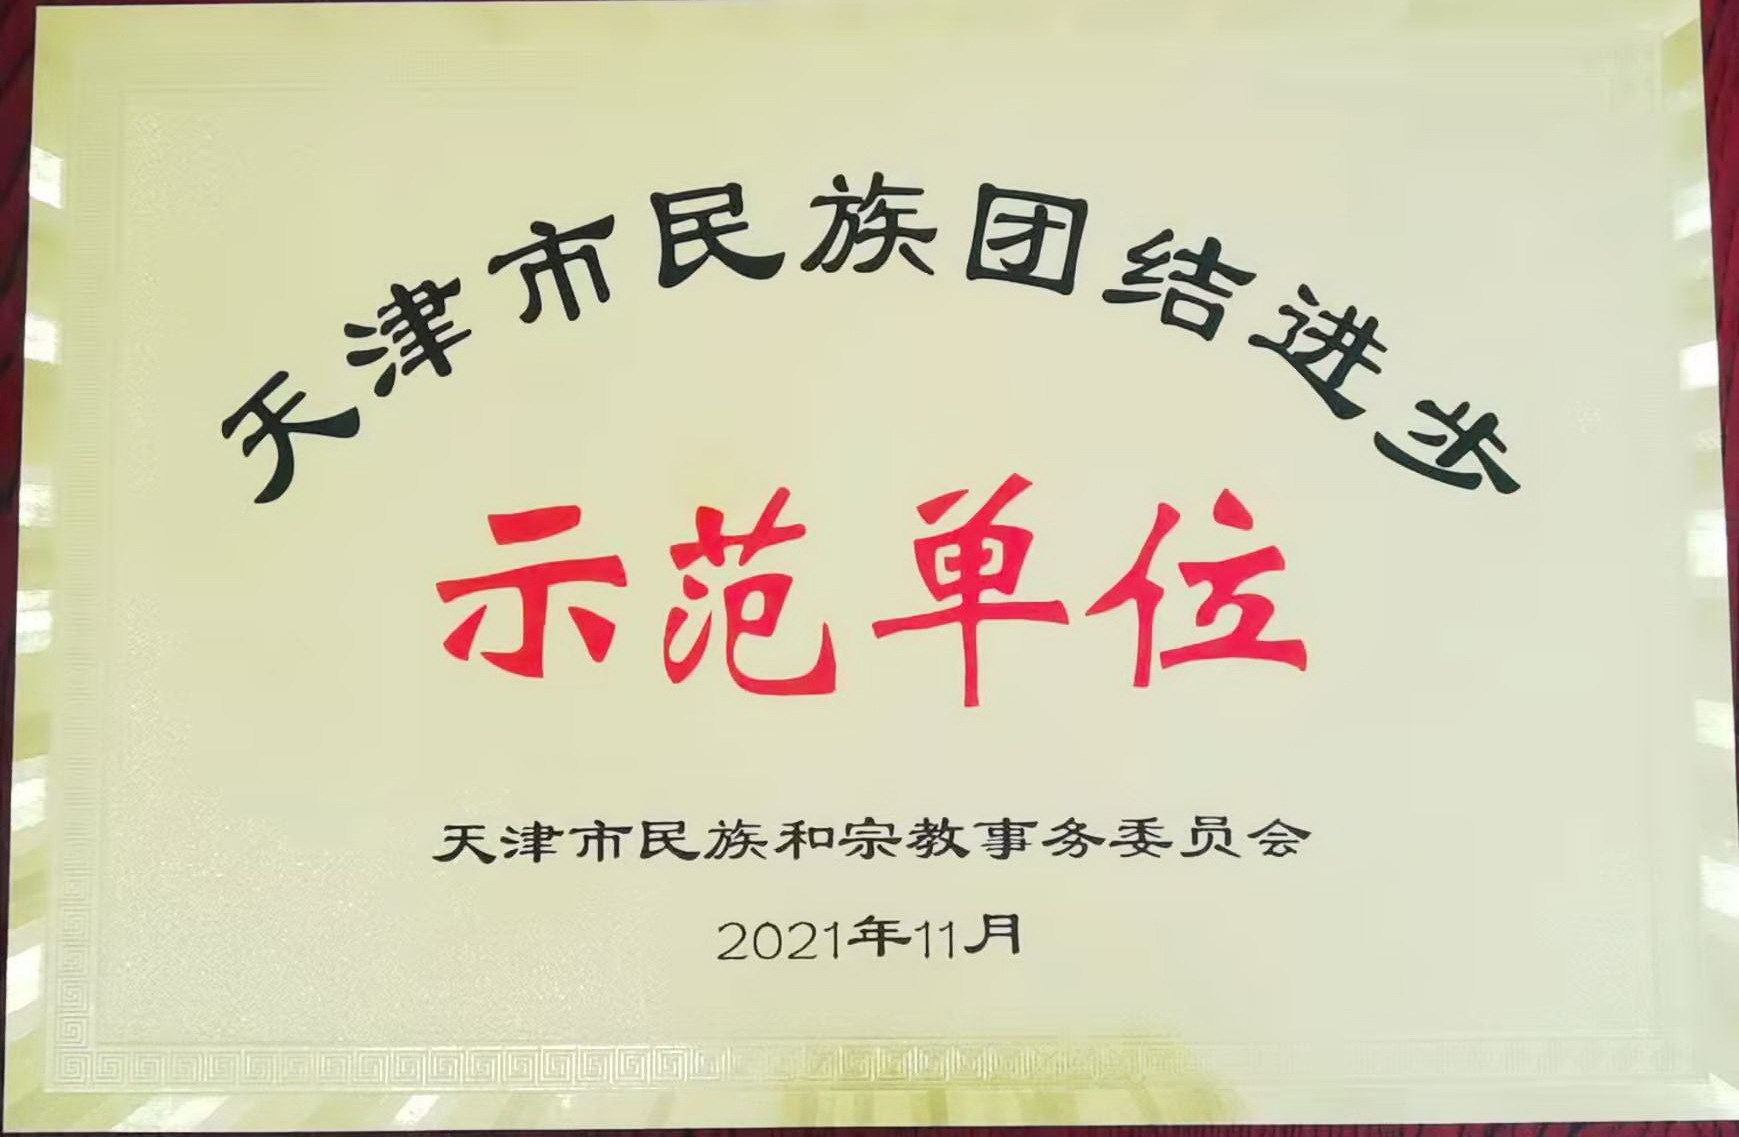 天津市民族团结进步
示范单位
天津市民族和宗教事务委员会
2021年11月